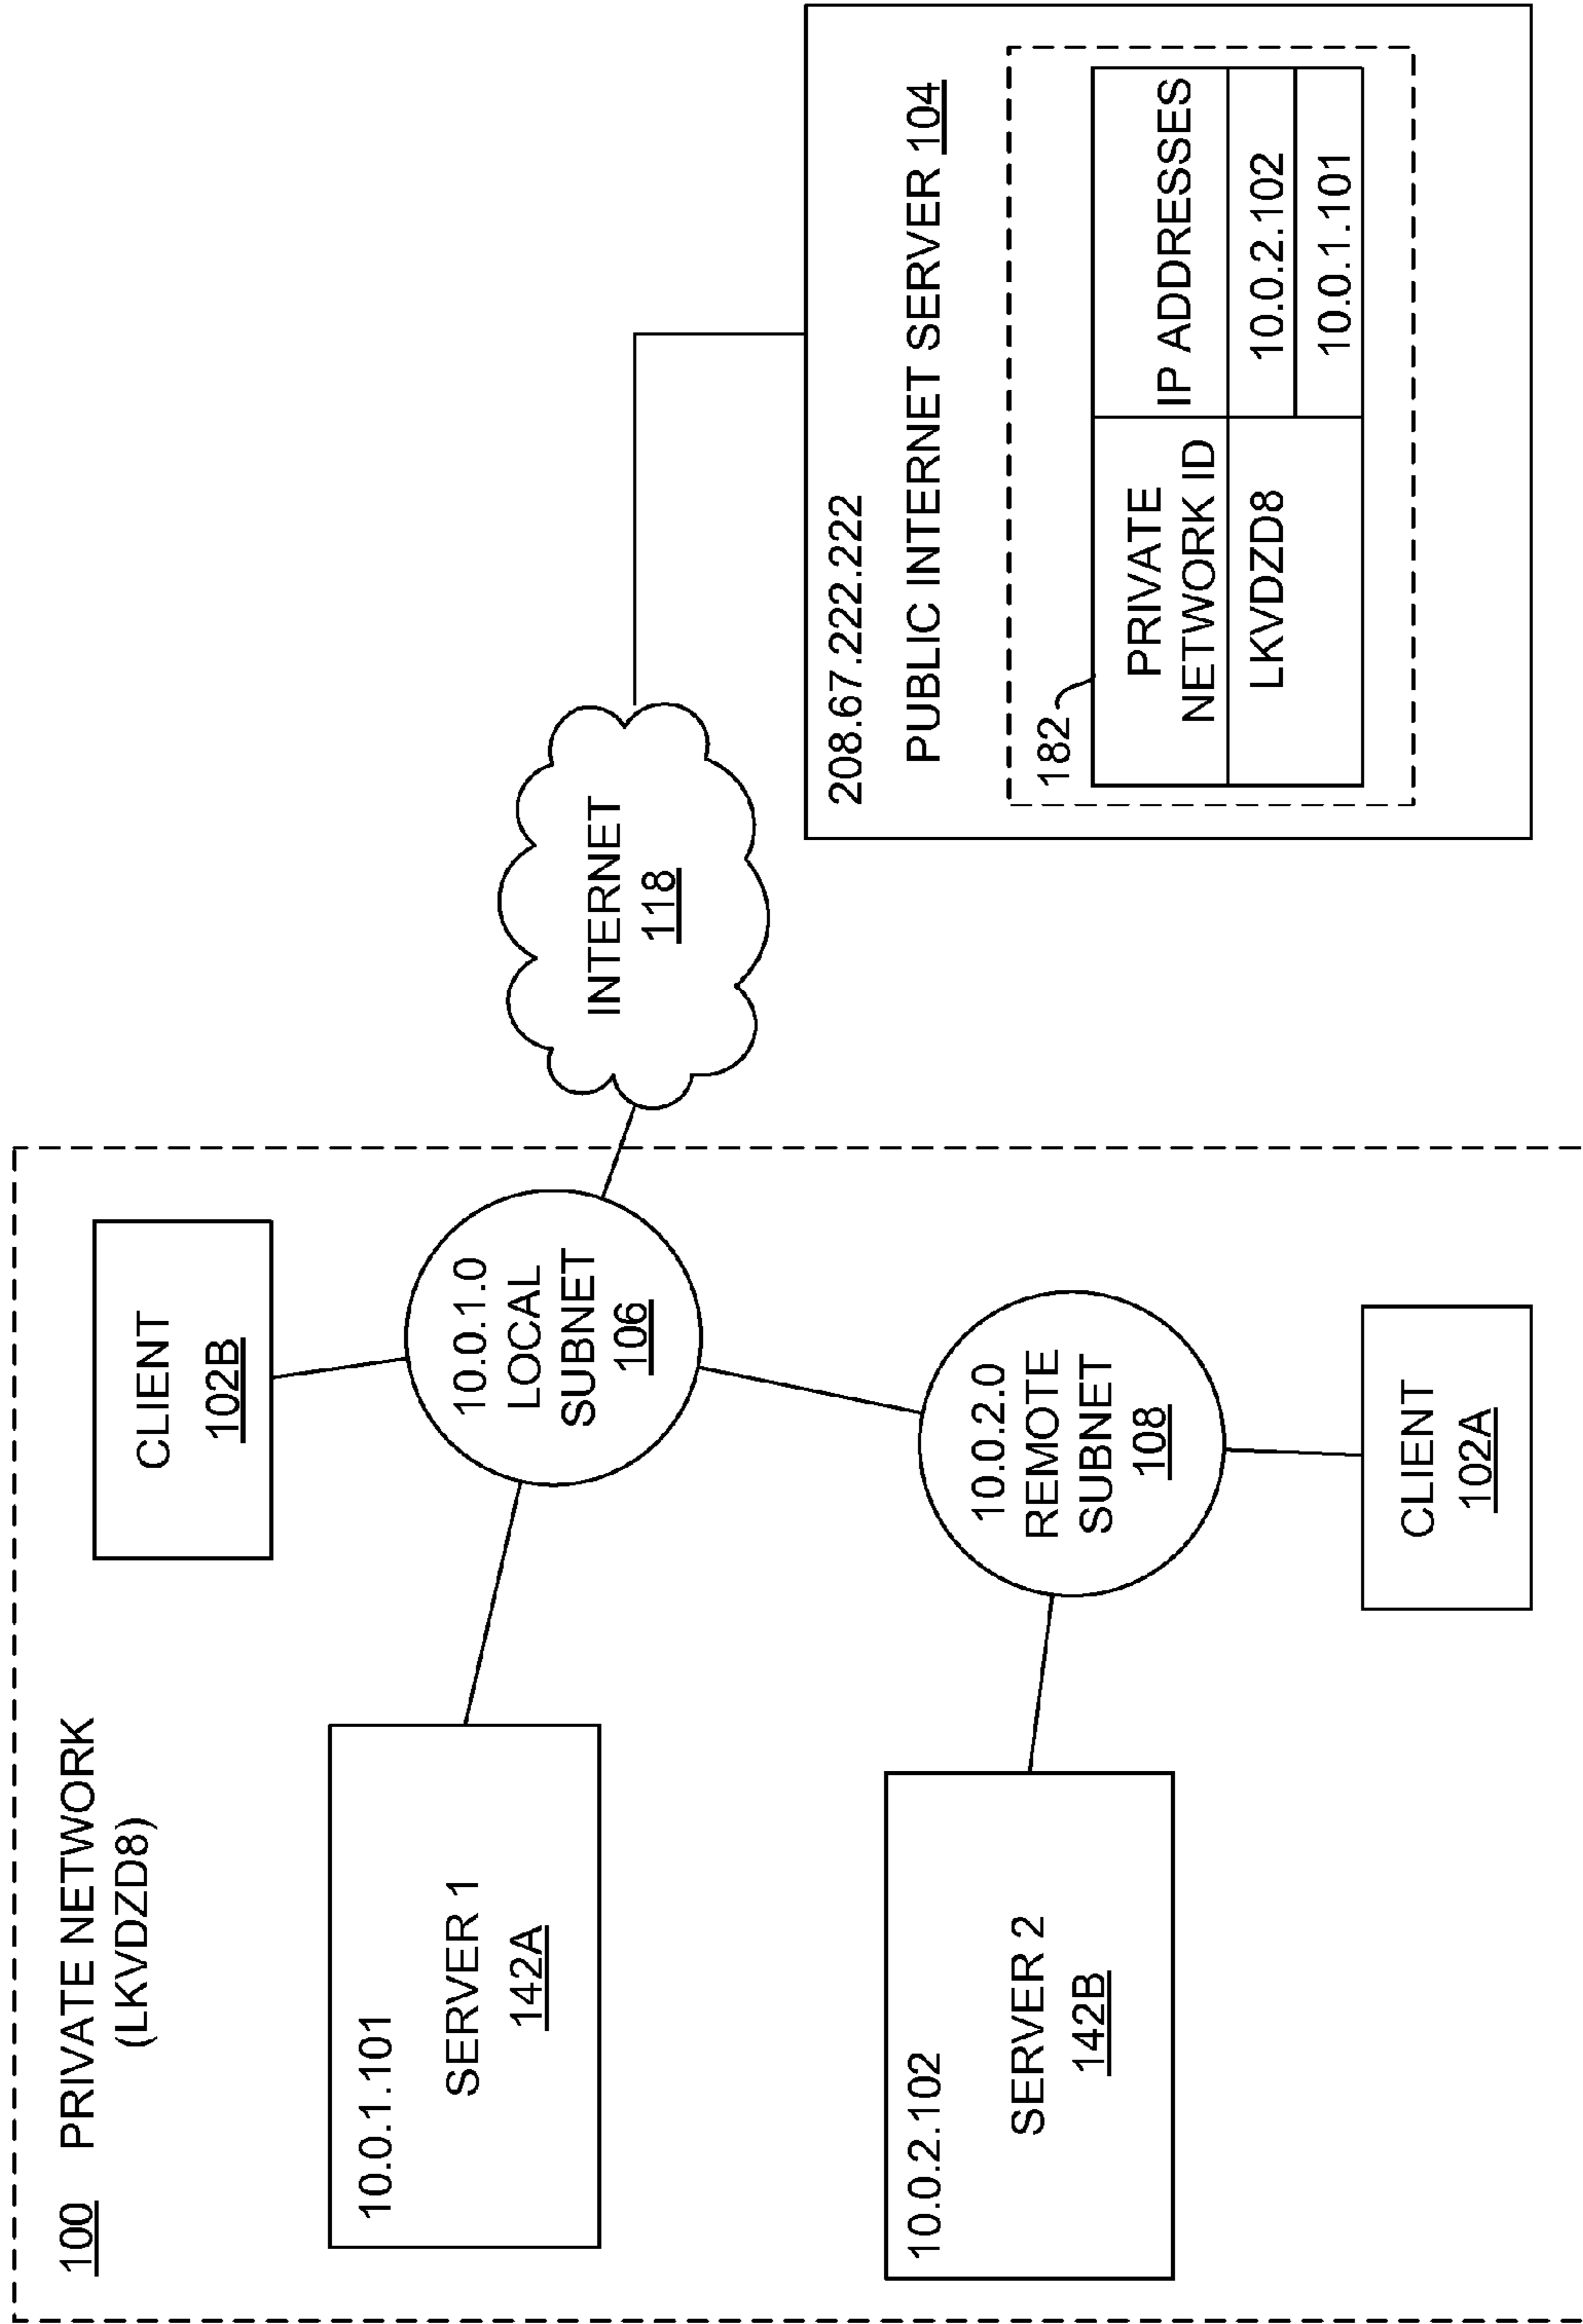 100 PRIVATE NETWORK
(LKVDZD8)
10.0.1.101
SERVER 1
142A
10.0.2.102
SERVER 2
142B
CLIENT
102B
10.0.1.0
LOCAL
SUBNET
106
10.0.2.0
REMOTE
SUBNET
108
CLIENT
102A
INTERNET
118
208.67.222.222
PUBLIC INTERNET SERVER 104
182
PRIVATE
NETWORK ID
IP ADDRESSES
LKVDZD8
10.0.2.102
10.0.1.101